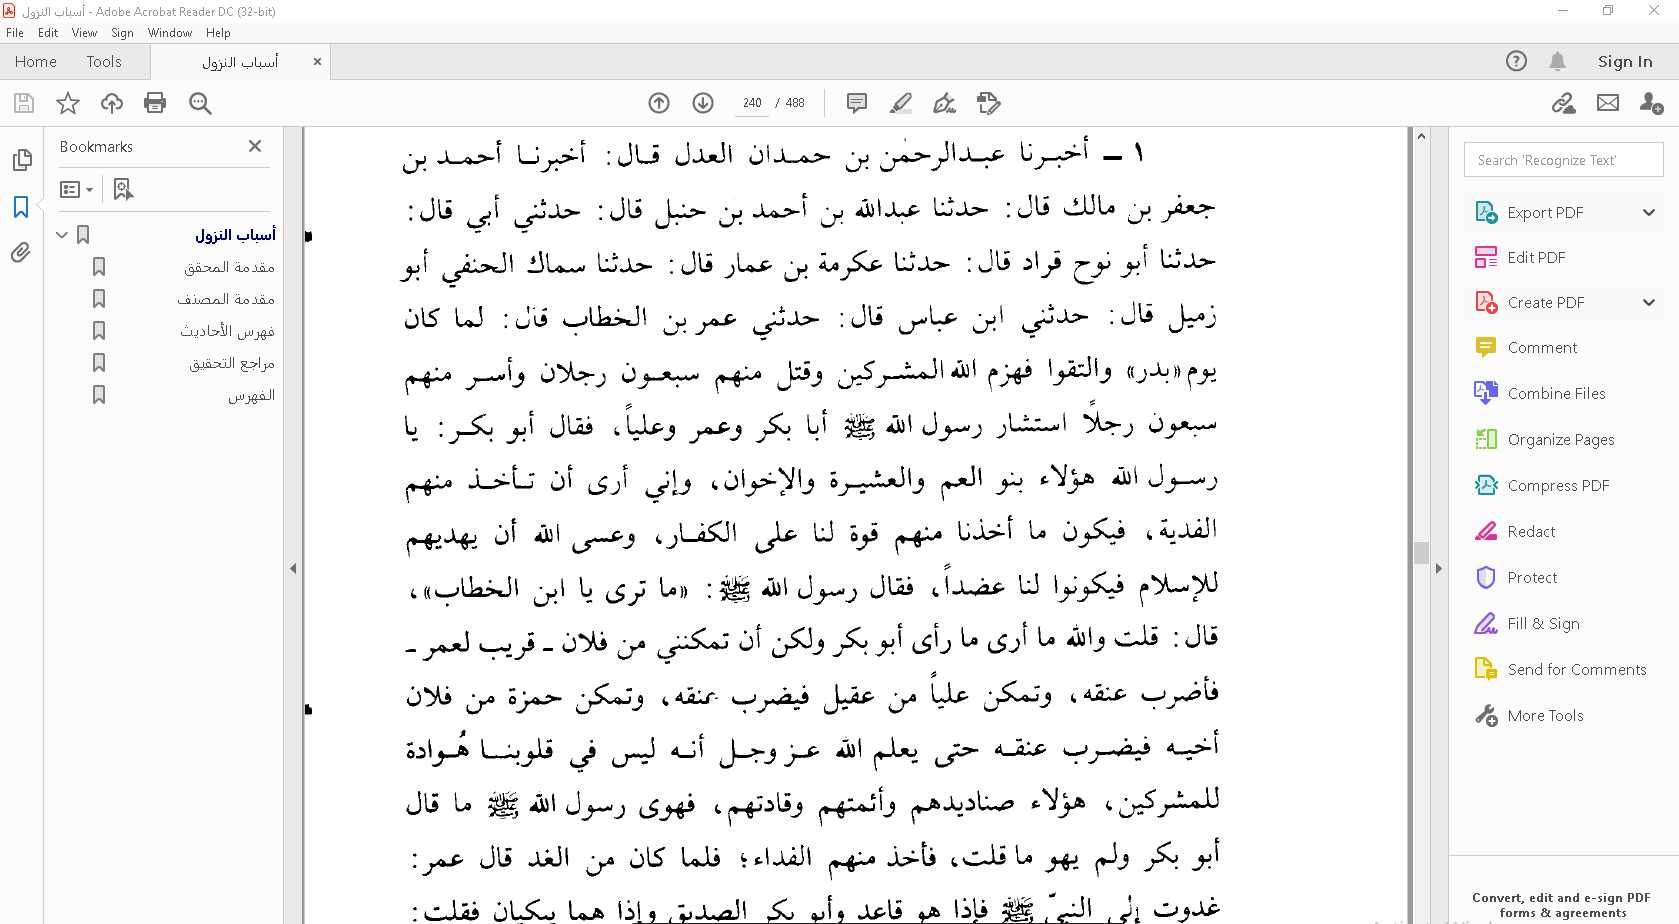 أسباب النزول - Adobe Acrobat Reader DC (32-bit)
File Edit View Sign Window Help
Home Tools أسباب النزول Sign In
240 / 488
Bookmarks
أسباب النزول
مقدمة المحقق
مقدمة المصنف
فهرس الأحاديث
مراجع التحقيق
الفهرس
١ ـ أخبرنا عبدالرحمٰن بن حمدان العدل قال: أخبرنا أحمد بن
جعفر بن مالك قال: حدثنا عبدالله بن أحمد بن حنبل قال: حدثني أبي قال:
حدثنا أبو نوح قراد قال: حدثنا عكرمة بن عمار قال: حدثنا سماك الحنفي أبو
زميل قال: حدثني ابن عباس قال: حدثني عمر بن الخطاب قال: لما كان
يوم «بدر» والتقوا فهزم الله المشركين وقتل منهم سبعون رجلان وأسر منهم
سبعون رجلًا استشار رسول الله ﷺ أبا بكر وعمر وعلياً، فقال أبو بكر: يا
رسول الله هؤلاء بنو العم والعشيرة والإخوان، وإني أرى أن تأخذ منهم
الفدية، فيكون ما أخذنا منهم قوة لنا على الكفار، وعسى الله أن يهديهم
للإسلام فيكونوا لنا عضداً، فقال رسول الله ﷺ: «ما ترى يا ابن الخطاب»،
قال: قلت والله ما أرى ما رأى أبو بكر ولكن أن تمكنني من فلان ـ قريب لعمر ـ
فأضرب عنقه، وتمكن علياً من عقيل فيضرب عنقه، وتمكن حمزة من فلان
أخيه فيضرب عنقه حتى يعلم الله عز وجل أنه ليس في قلوبنا هُوادة
للمشركين، هؤلاء صناديدهم وأئمتهم وقادتهم، فهوى رسول الله ﷺ ما قال
أبو بكر ولم يهو ما قلت، فأخذ منهم الفداء؛ فلما كان من الغد قال عمر:
غدوت إلى النبيّ ﷺ فإذا هو قاعد وأبو بكر الصديق وإذا هما يبكيان فقلت:
Search 'Recognize Text'
Export PDF
Edit PDF
Create PDF
Comment
Combine Files
Organize Pages
Compress PDF
Redact
Protect
Fill & Sign
Send for Comments
More Tools
Convert, edit and e-sign PDF
forms & agreements